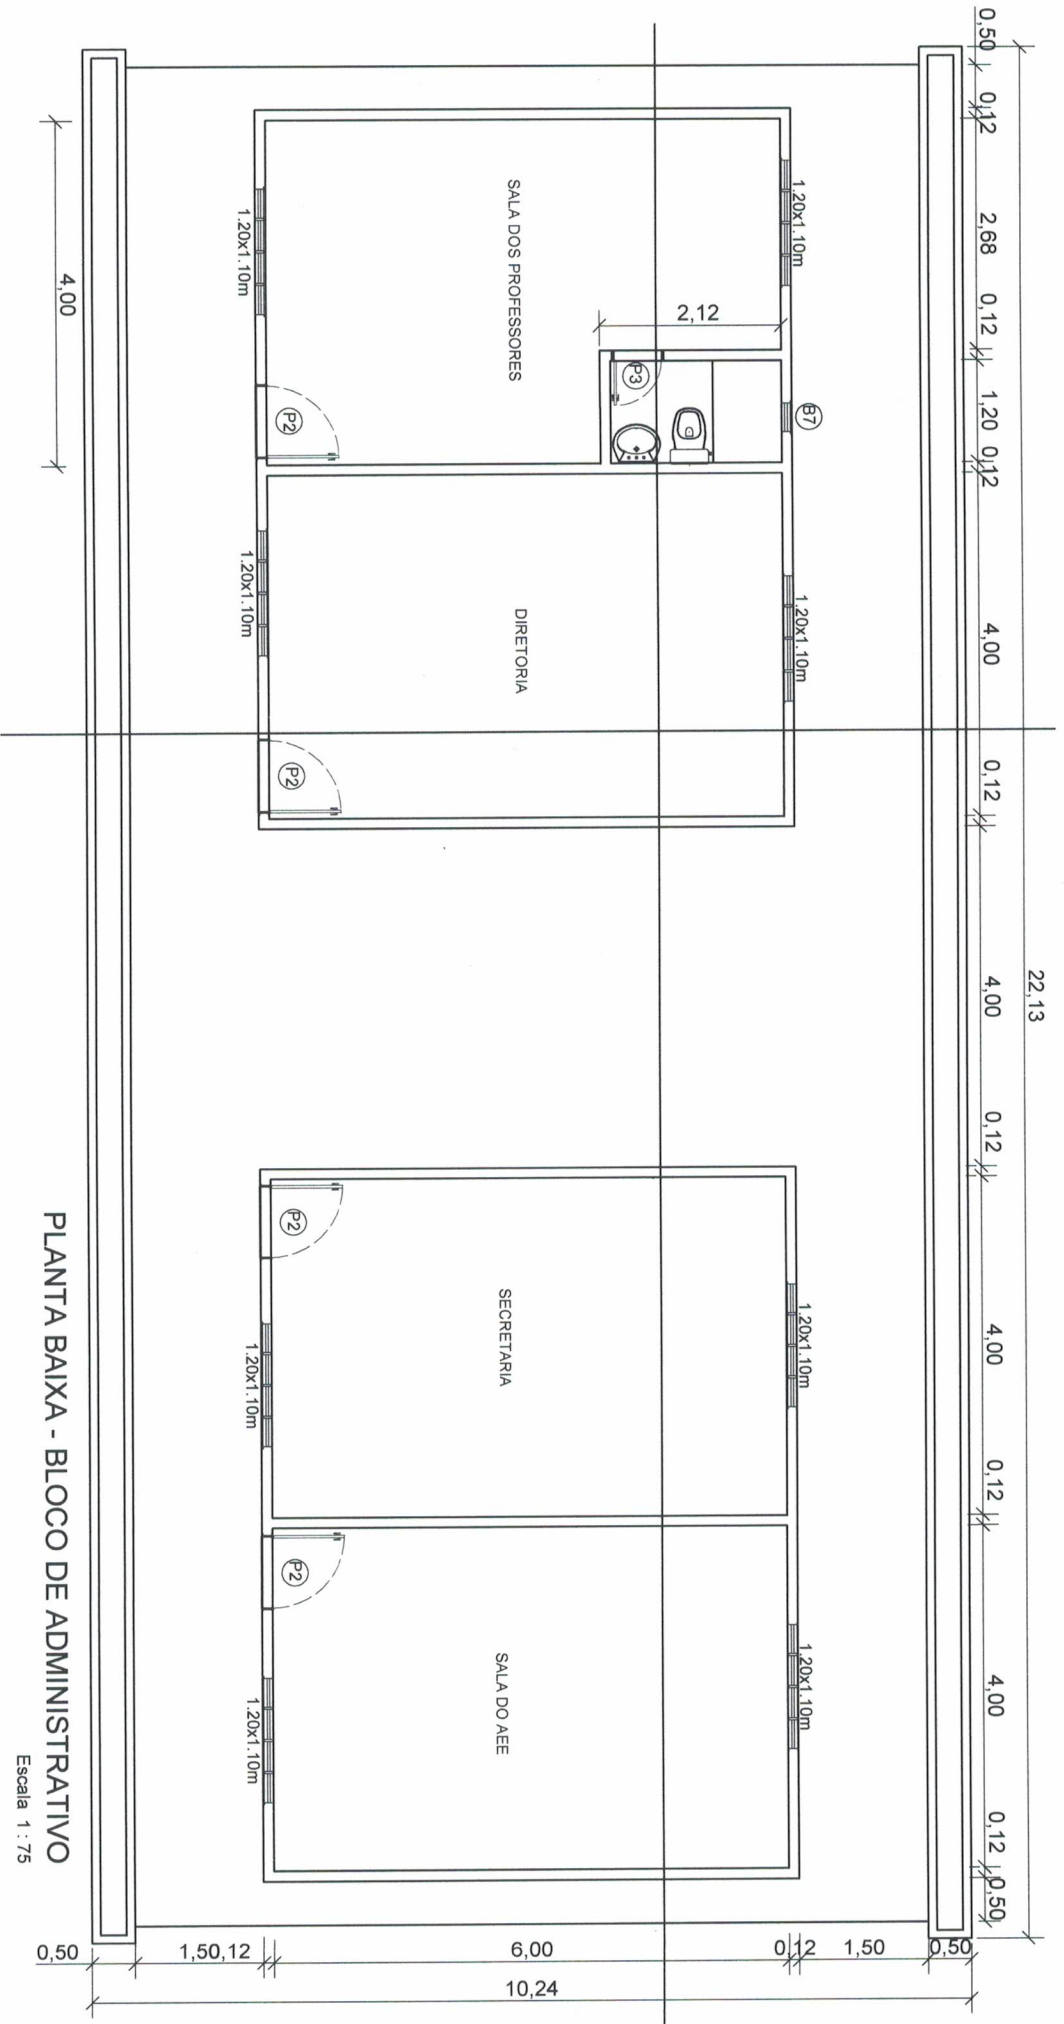 22,13
0,50 0,12 2,68 0,12 1,20 0,12 4,00 0,12 4,00 0,12 4,00 0,12 4,00 0,12 0,50
1.20x1.10m
B7
1.20x1.10m
1.20x1.10m
1.20x1.10m
2,12
P3
SALA DOS PROFESSORES
DIRETORIA
SECRETARIA
SALA DO AEE
P2
P2
P2
P2
1.20x1.10m
1.20x1.10m
1.20x1.10m
1.20x1.10m
4,00
0,50
1,50
0,12
6,00
0,12
1,50
0,50
10,24
PLANTA BAIXA - BLOCO DE ADMINISTRATIVO
Escala 1 : 75